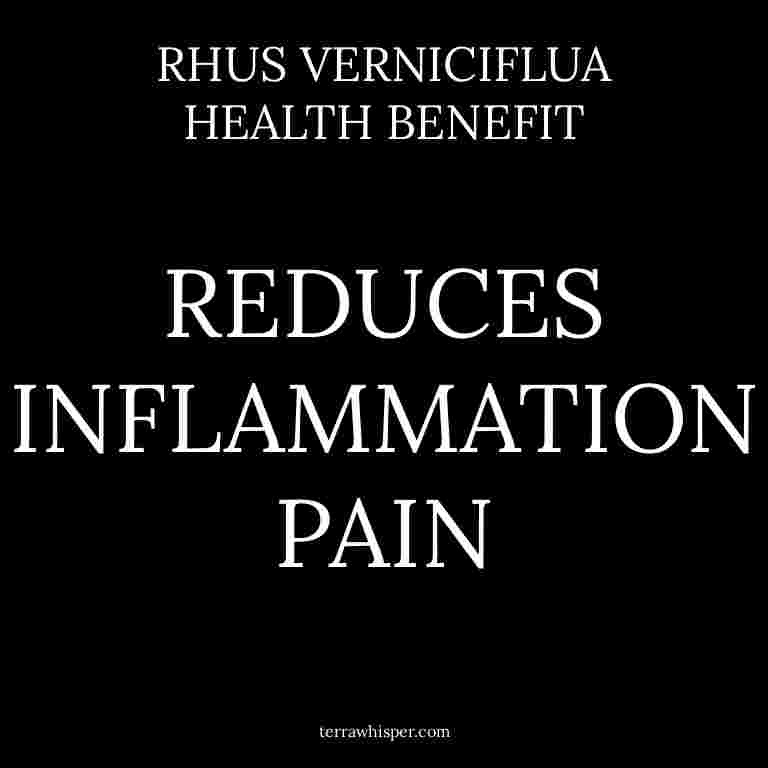 RHUS VERNICIFLUA
HEALTH BENEFIT
REDUCES
INFLAMMATION
PAIN
terrawhisper.com